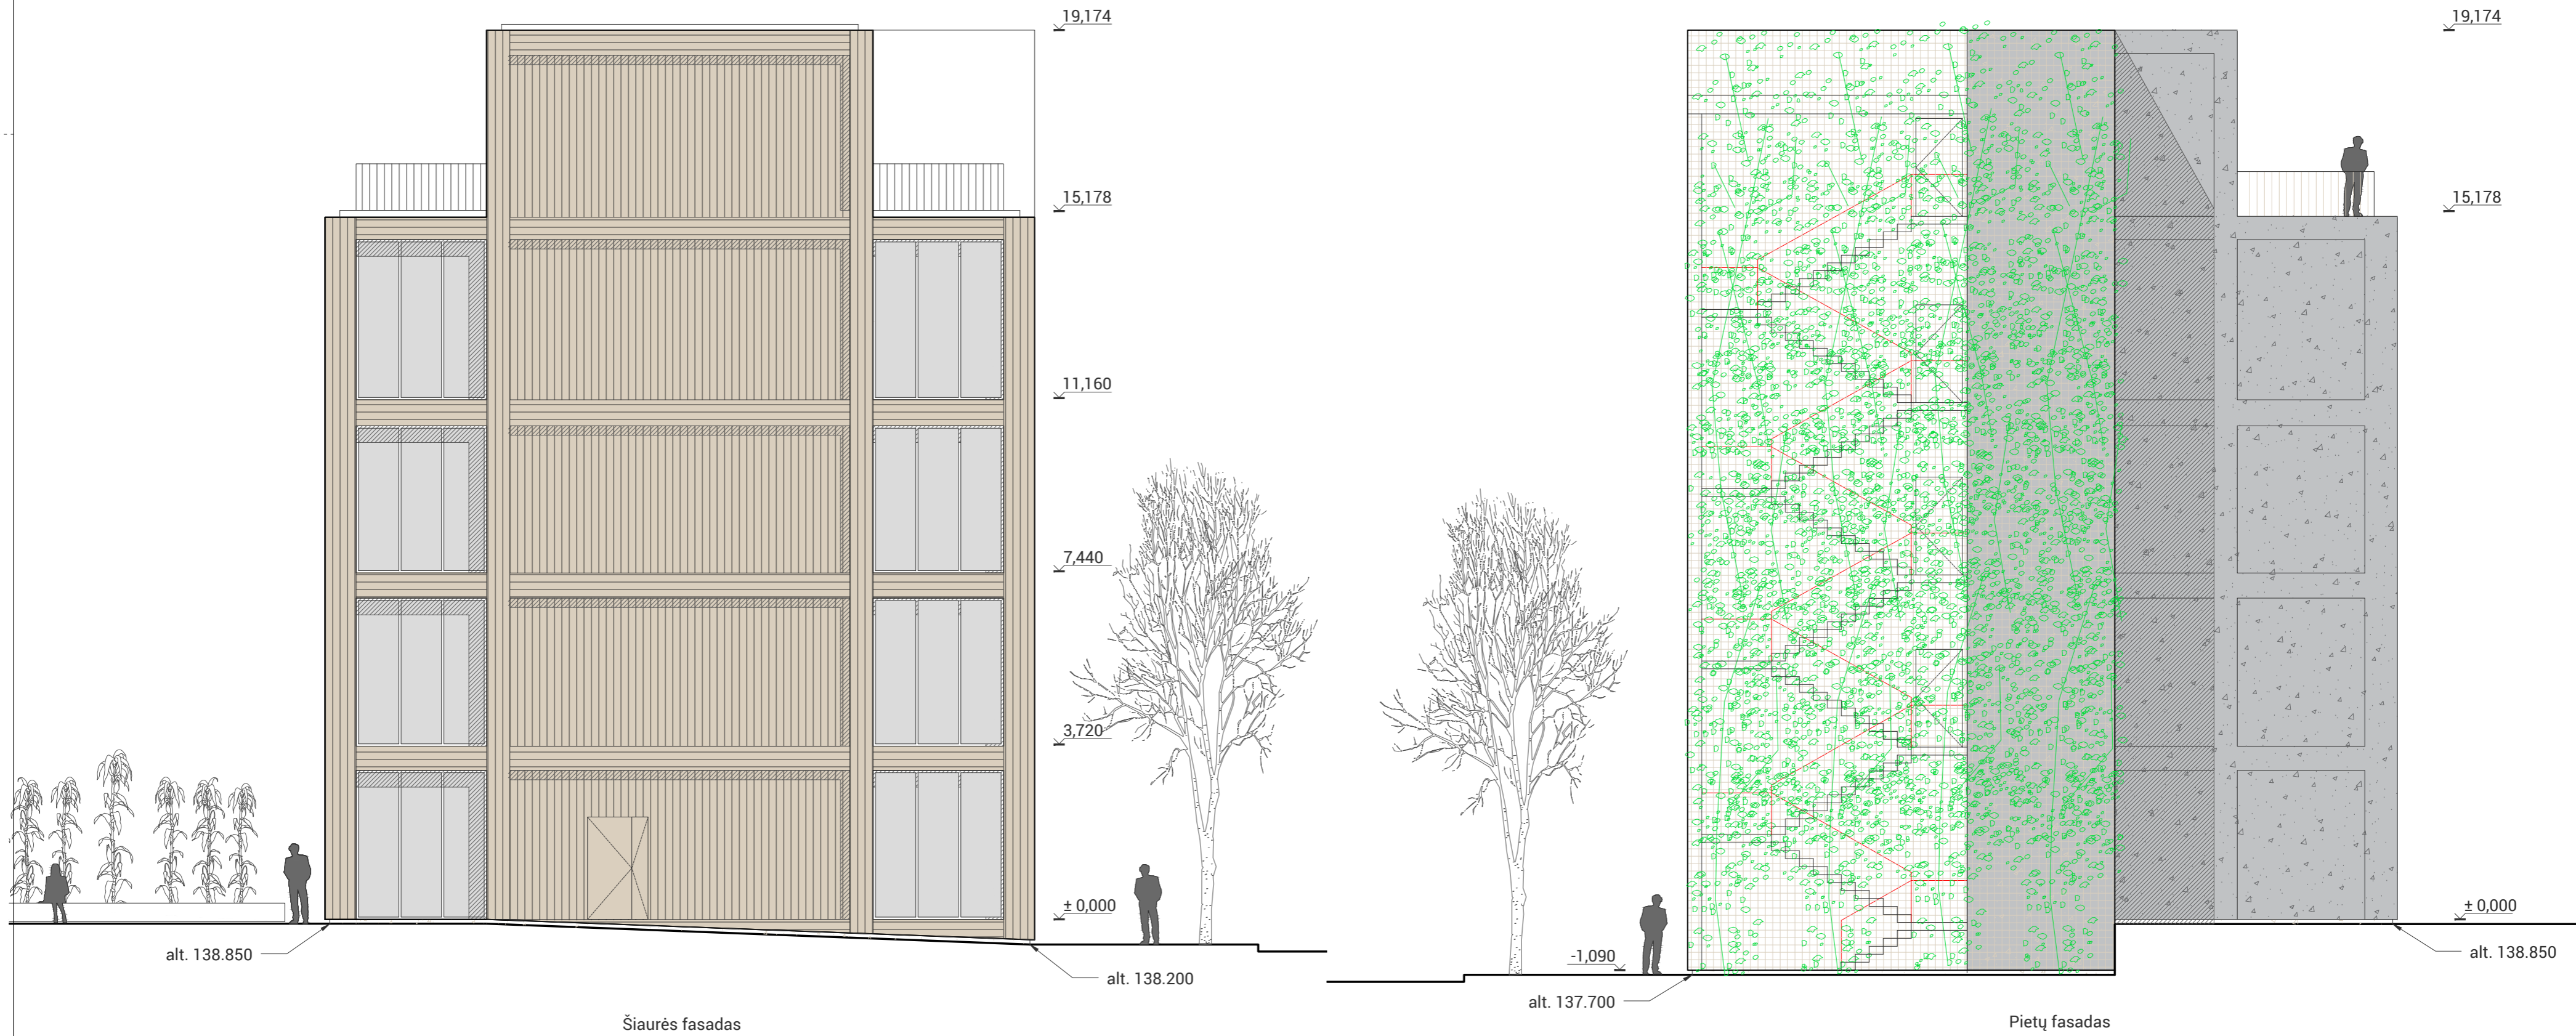 19,174
15,178
11,160
7,440
3,720
± 0,000
alt. 138.850
alt. 138.200
Šiaurės fasadas
19,174
15,178
± 0,000
-1,090
alt. 138.850
alt. 137.700
Pietų fasadas